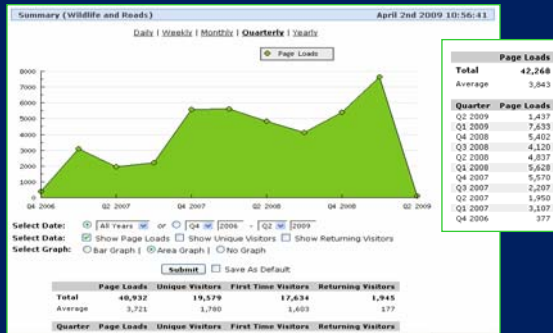 Summary (Wildlife and Roads) April 2nd 2009 10:56:41
Daily | Weekly | Monthly | Quarterly | Yearly
Page Loads
8000
7000
6000
5000
4000
3000
2000
1000
0
Q4 2006 Q2 2007 Q4 2007 Q2 2008 Q4 2008 Q2 2009
Select Date: All Years or Q4 2006 - Q2 2009
Select Data: Show Page Loads Show Unique Visitors Show Returning Visitors
Select Graph: Bar Graph | Area Graph | No Graph
Submit Save As Default
Page Loads Unique Visitors First Time Visitors Returning Visitors
Total 40,932 19,579 17,634 1,945
Average 3,721 1,780 1,603 177
Quarter Page Loads Unique Visitors First Time Visitors Returning Visitors
Page Loads
Total 42,268
Average 3,843
Quarter Page Loads
Q2 2009 1,437
Q1 2009 7,633
Q4 2008 5,402
Q3 2008 4,120
Q2 2008 4,837
Q1 2008 5,628
Q4 2007 5,570
Q3 2007 2,207
Q2 2007 1,950
Q1 2007 3,107
Q4 2006 377